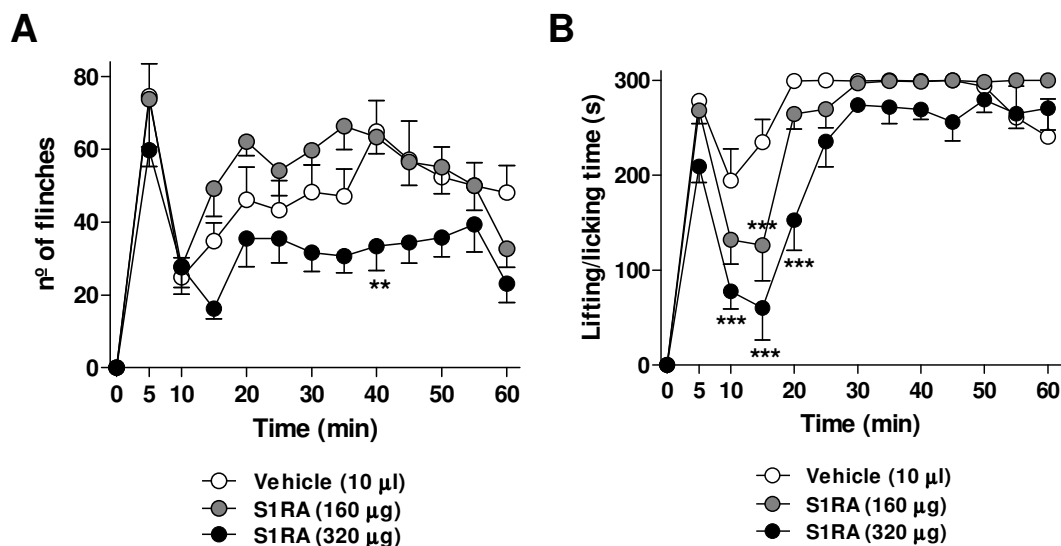 A
nº of flinches
80
60
40
20
0
**
0 5 10 20 30 40 50 60
Time (min)
Vehicle (10 µl)
S1RA (160 µg)
S1RA (320 µg)
B
Lifting/licking time (s)
300
200
100
0
***
***
***
***
0 5 10 20 30 40 50 60
Time (min)
Vehicle (10 µl)
S1RA (160 µg)
S1RA (320 µg)